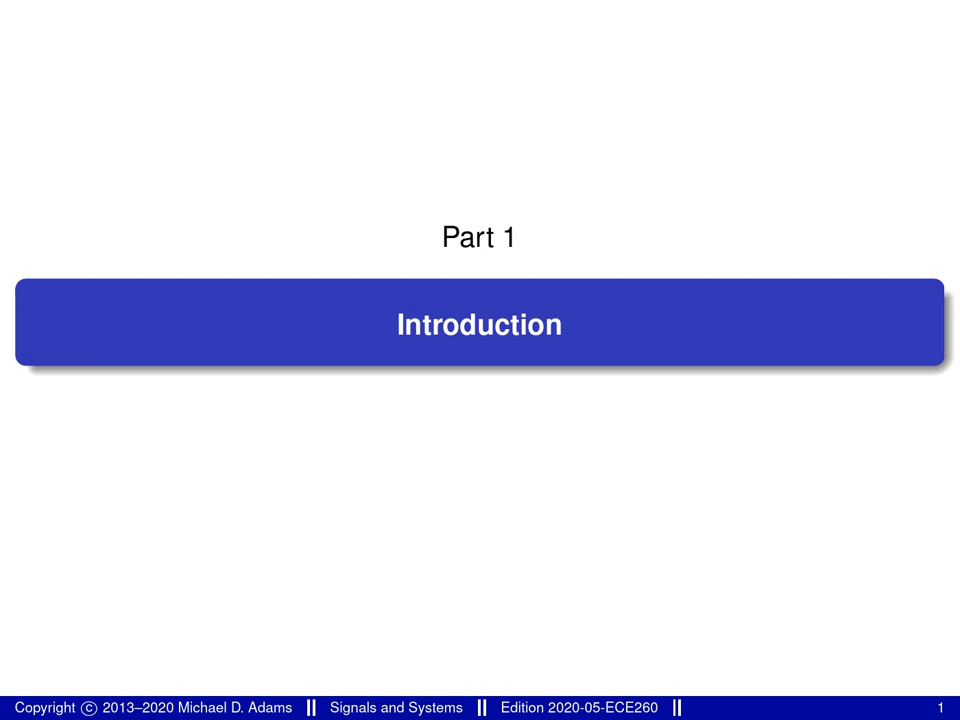 Part 1
Introduction
Copyright © 2013–2020 Michael D. Adams Signals and Systems Edition 2020-05-ECE260 1